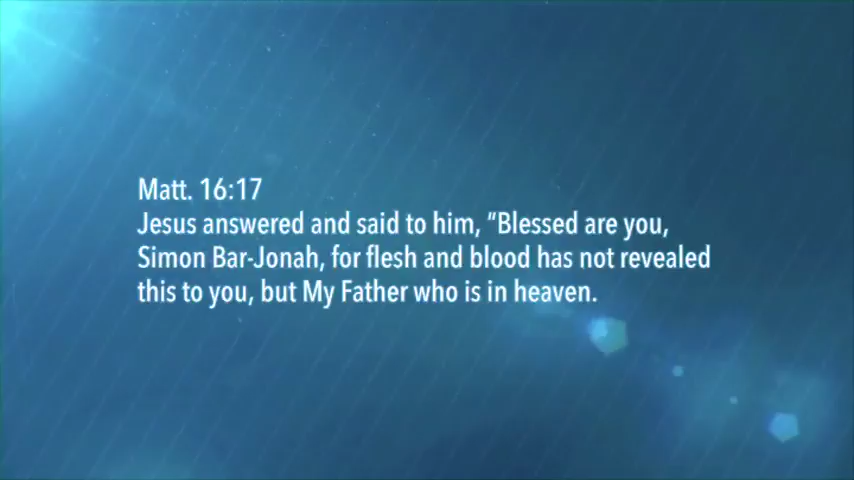 Matt. 16:17
Jesus answered and said to him, "Blessed are you,
Simon Bar-Jonah, for flesh and blood has not revealed
this to you, but My Father who is in heaven.